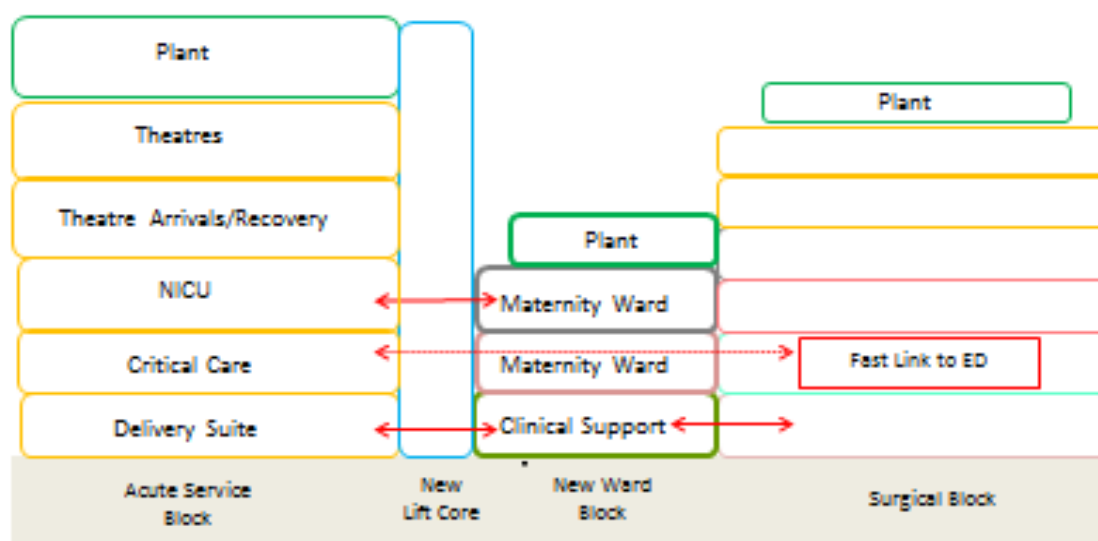 Plant
Theatres
Theatre Arrivals/Recovery
NICU
Critical Care
Delivery Suite
Plant
Maternity Ward
Maternity Ward
Clinical Support
Plant
Fast Link to ED
Acute Service
Block
New
Lift Core
New Ward
Block
Surgical Block